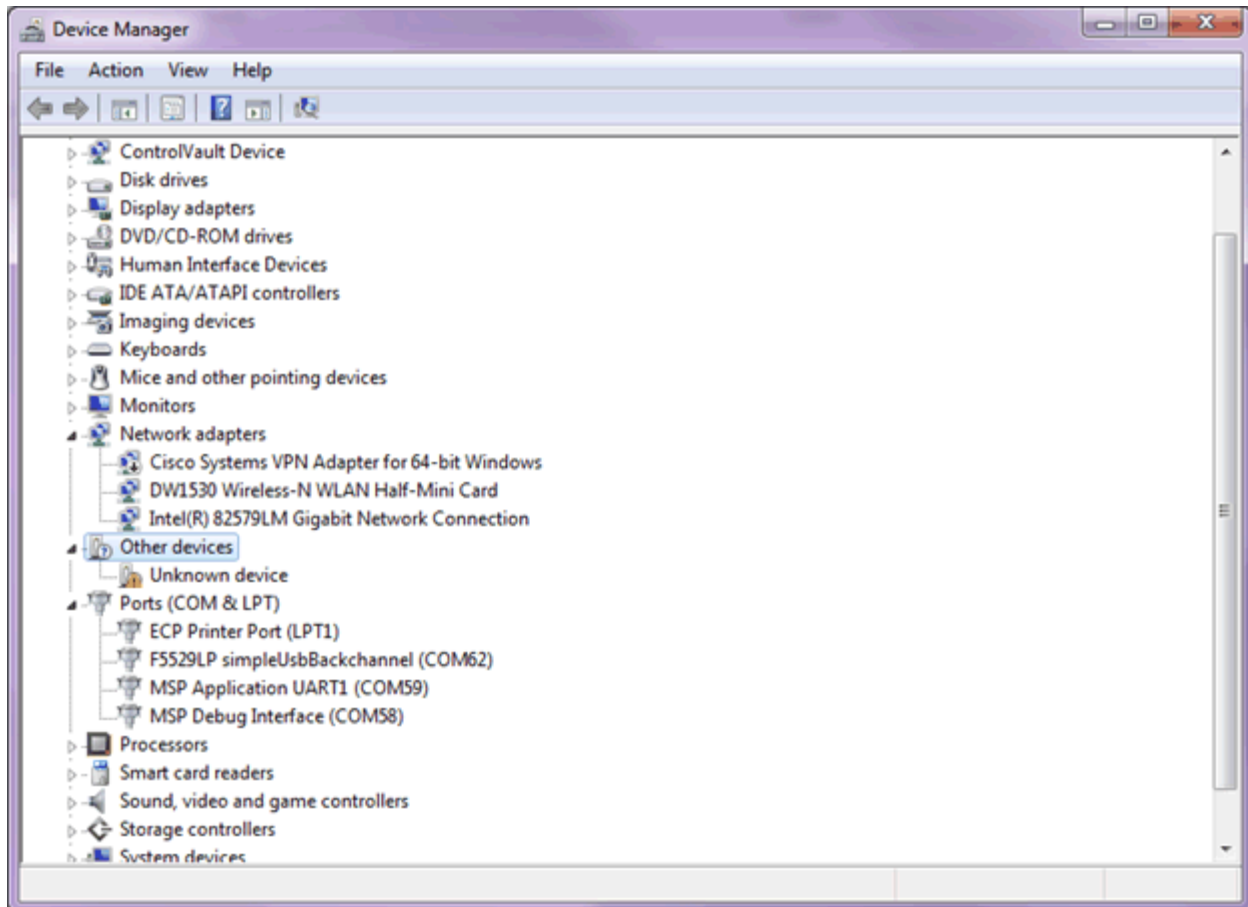 Device Manager
File Action View Help
ControlVault Device
Disk drives
Display adapters
DVD/CD-ROM drives
Human Interface Devices
IDE ATA/ATAPI controllers
Imaging devices
Keyboards
Mice and other pointing devices
Monitors
Network adapters
Cisco Systems VPN Adapter for 64-bit Windows
DW1530 Wireless-N WLAN Half-Mini Card
Intel(R) 82579LM Gigabit Network Connection
Other devices
Unknown device
Ports (COM & LPT)
ECP Printer Port (LPT1)
F5529LP simpleUsbBackchannel (COM62)
MSP Application UART1 (COM59)
MSP Debug Interface (COM58)
Processors
Smart card readers
Sound, video and game controllers
Storage controllers
System devices